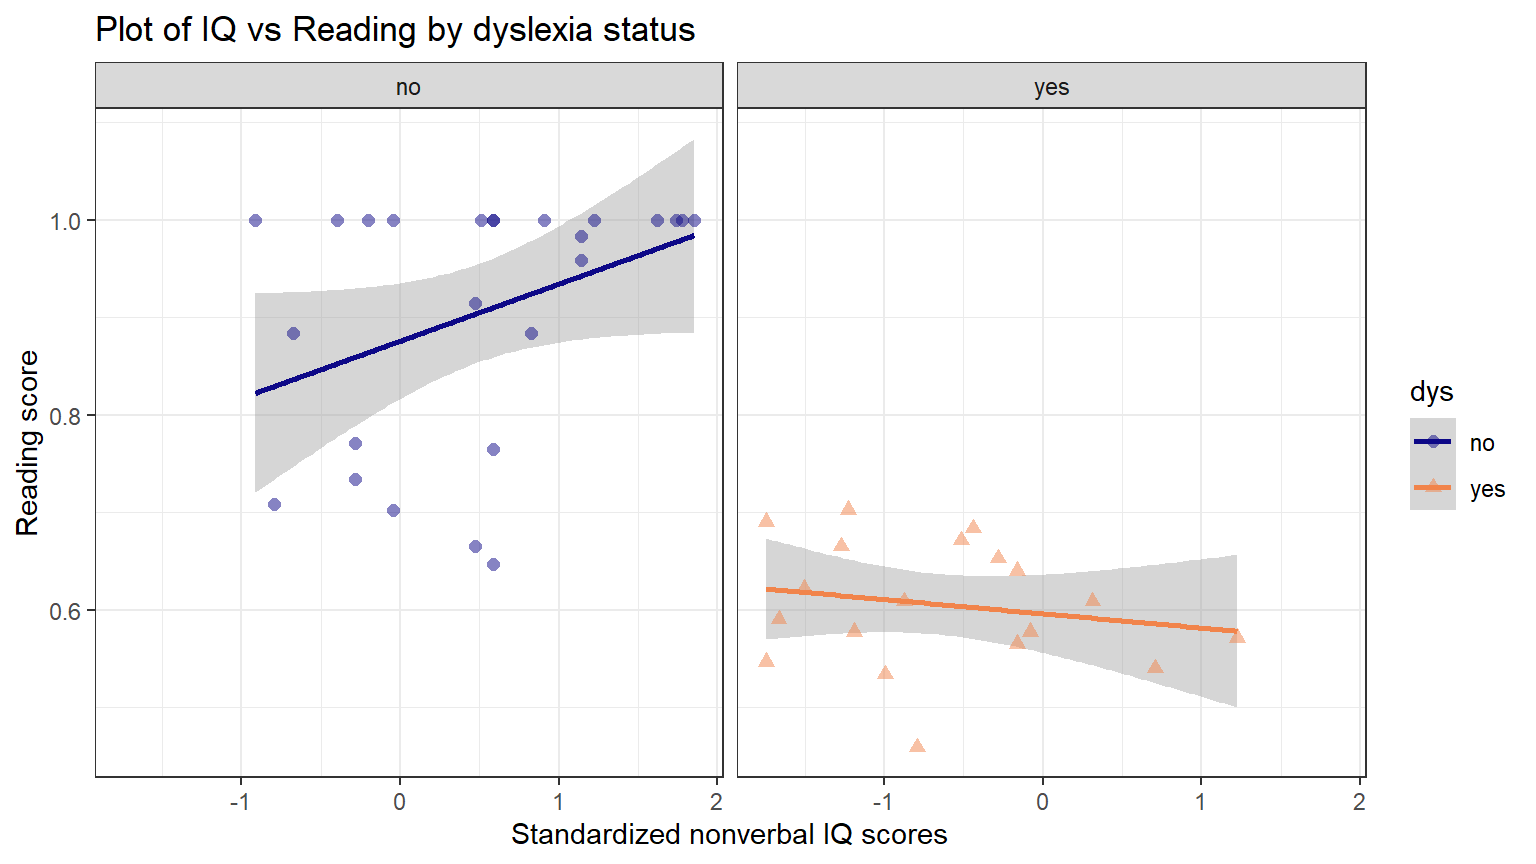 Plot of IQ vs Reading by dyslexia status
no
yes
1.0
0.8
0.6
Reading score
-1
0
1
2
-1
0
1
2
Standardized nonverbal IQ scores
dys
no
yes